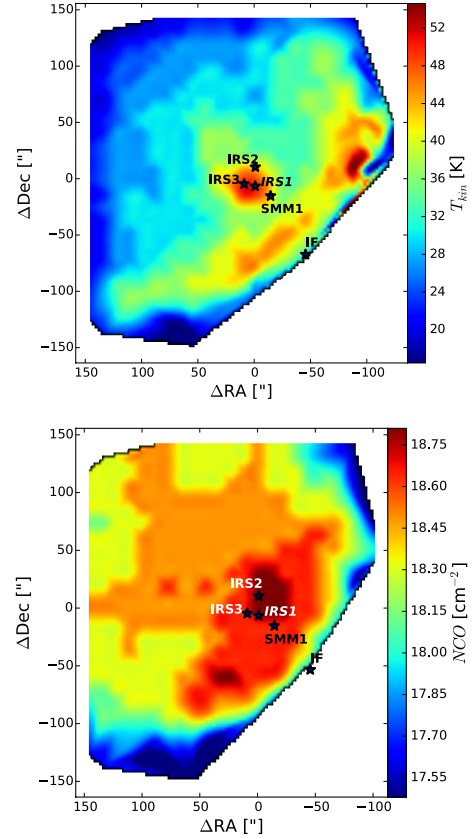 150
100
50
0
−50
−100
−150
ΔDec ["]
IRS2
IRS3 IRS1
SMM1
IF
150 100 50 0 −50 −100
ΔRA ["]
52
48
44
40
36
32
28
24
20
T_kin [K]
150
100
50
0
−50
−100
−150
ΔDec ["]
IRS2
IRS3 IRS1
SMM1
IF
150 100 50 0 −50 −100
ΔRA ["]
18.75
18.60
18.45
18.30
18.15
18.00
17.85
17.70
17.55
NCO [cm⁻²]